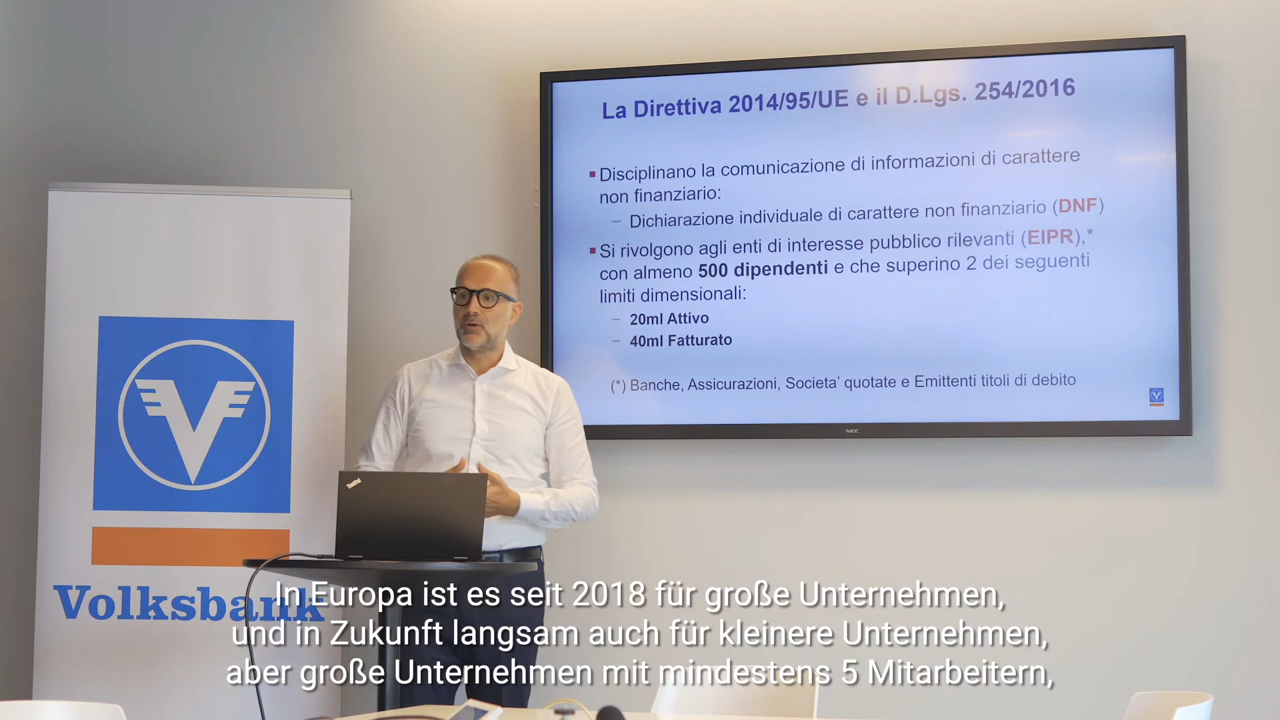 La Direttiva 2014/95/UE e il D.Lgs. 254/2016
▪ Disciplinano la comunicazione di informazioni di carattere
non finanziario:
– Dichiarazione individuale di carattere non finanziario (DNF)
▪ Si rivolgono agli enti di interesse pubblico rilevanti (EIPR),*
con almeno 500 dipendenti e che superino 2 dei seguenti
limiti dimensionali:
– 20ml Attivo
– 40ml Fatturato
(*) Banche, Assicurazioni, Societa' quotate e Emittenti titoli di debito
NEC
ThinkPad
Volksbank
In Europa ist es seit 2018 für große Unternehmen,
und in Zukunft langsam auch für kleinere Unternehmen,
aber große Unternehmen mit mindestens 5 Mitarbeitern,